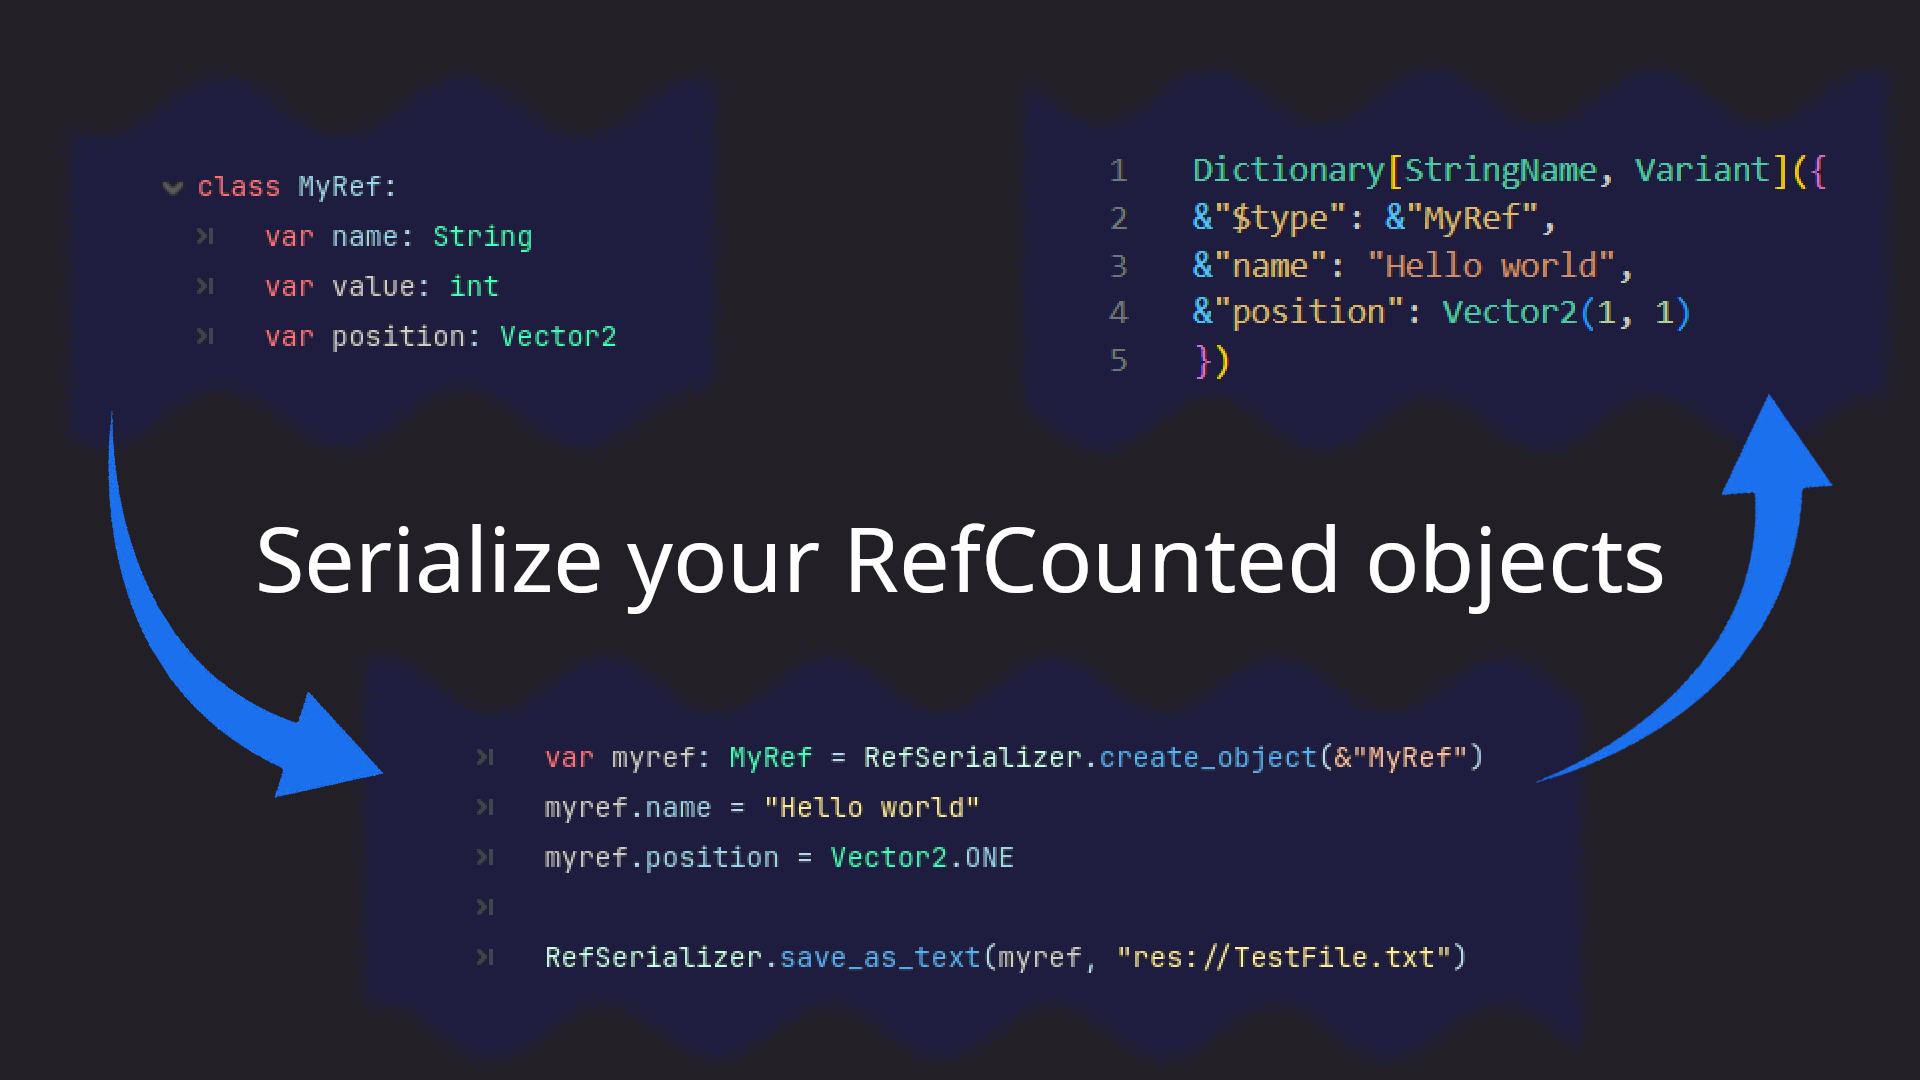 class MyRef:
var name: String
var value: int
var position: Vector2
1 Dictionary[StringName, Variant]({
2 &"$type": &"MyRef",
3 &"name": "Hello world",
4 &"position": Vector2(1, 1)
5 })
Serialize your RefCounted objects
var myref: MyRef = RefSerializer.create_object(&"MyRef")
myref.name = "Hello world"
myref.position = Vector2.ONE
RefSerializer.save_as_text(myref, "res://TestFile.txt")